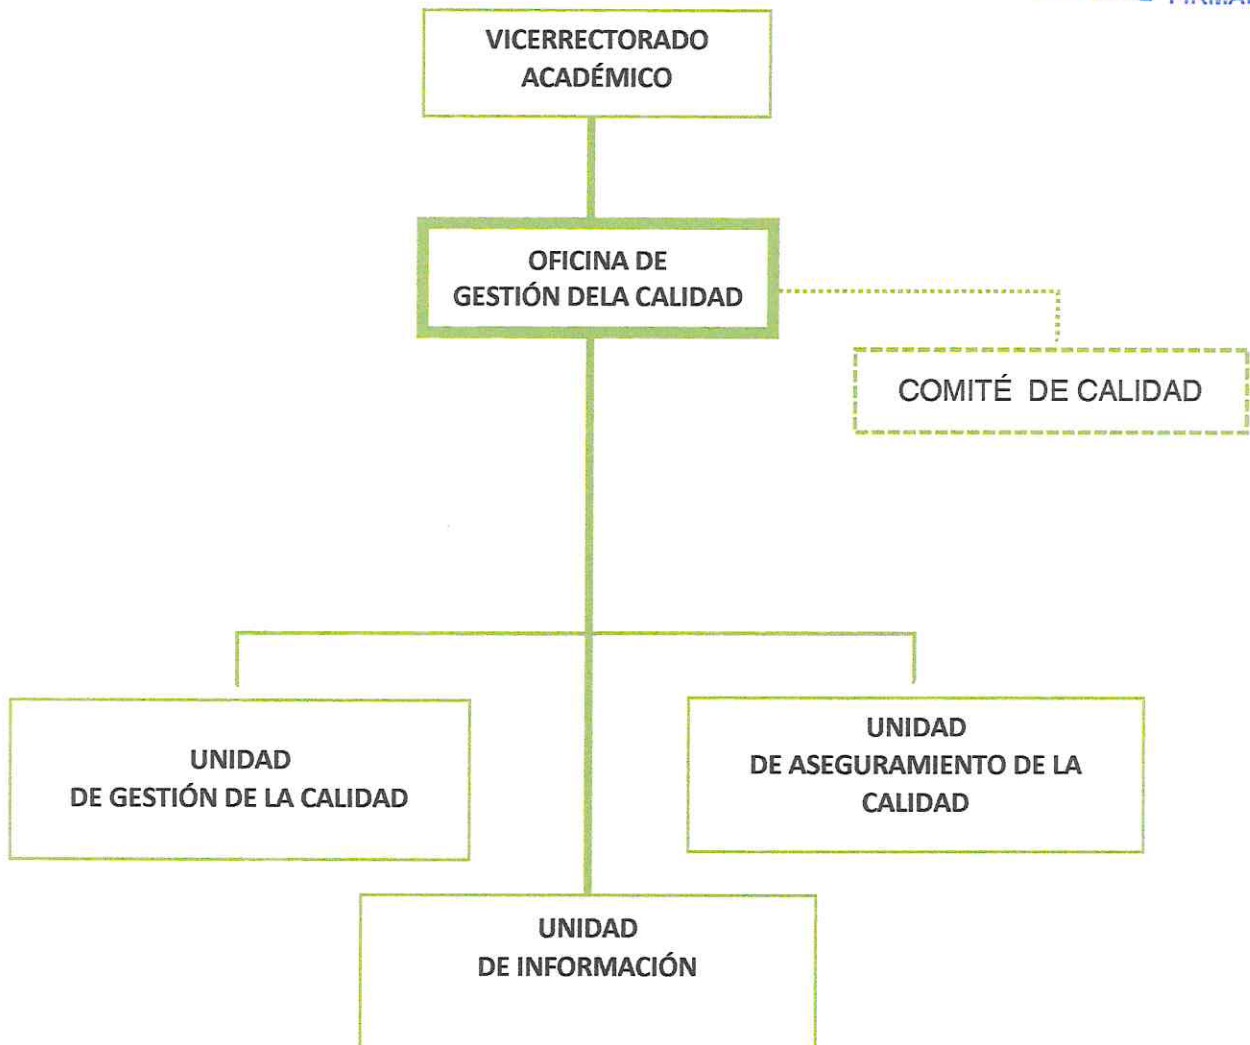 VICERRECTORADO
ACADÉMICO
OFICINA DE
GESTIÓN DELA CALIDAD
COMITÉ DE CALIDAD
UNIDAD
DE GESTIÓN DE LA CALIDAD
UNIDAD
DE ASEGURAMIENTO DE LA
CALIDAD
UNIDAD
DE INFORMACIÓN